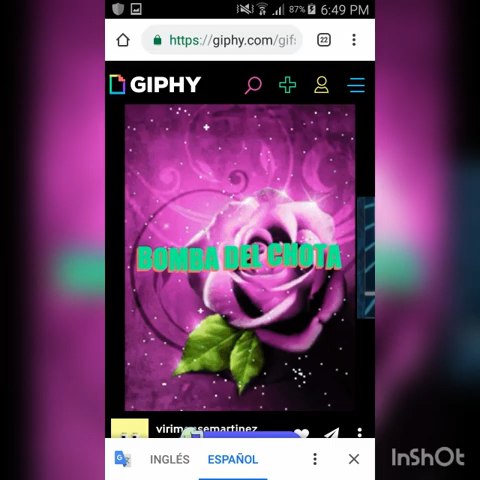 87% 6:49 PM
https://giphy.com/gif
22
GIPHY
BOMBA DEL CHOTA
INGLÉS ESPAÑOL
InShOt